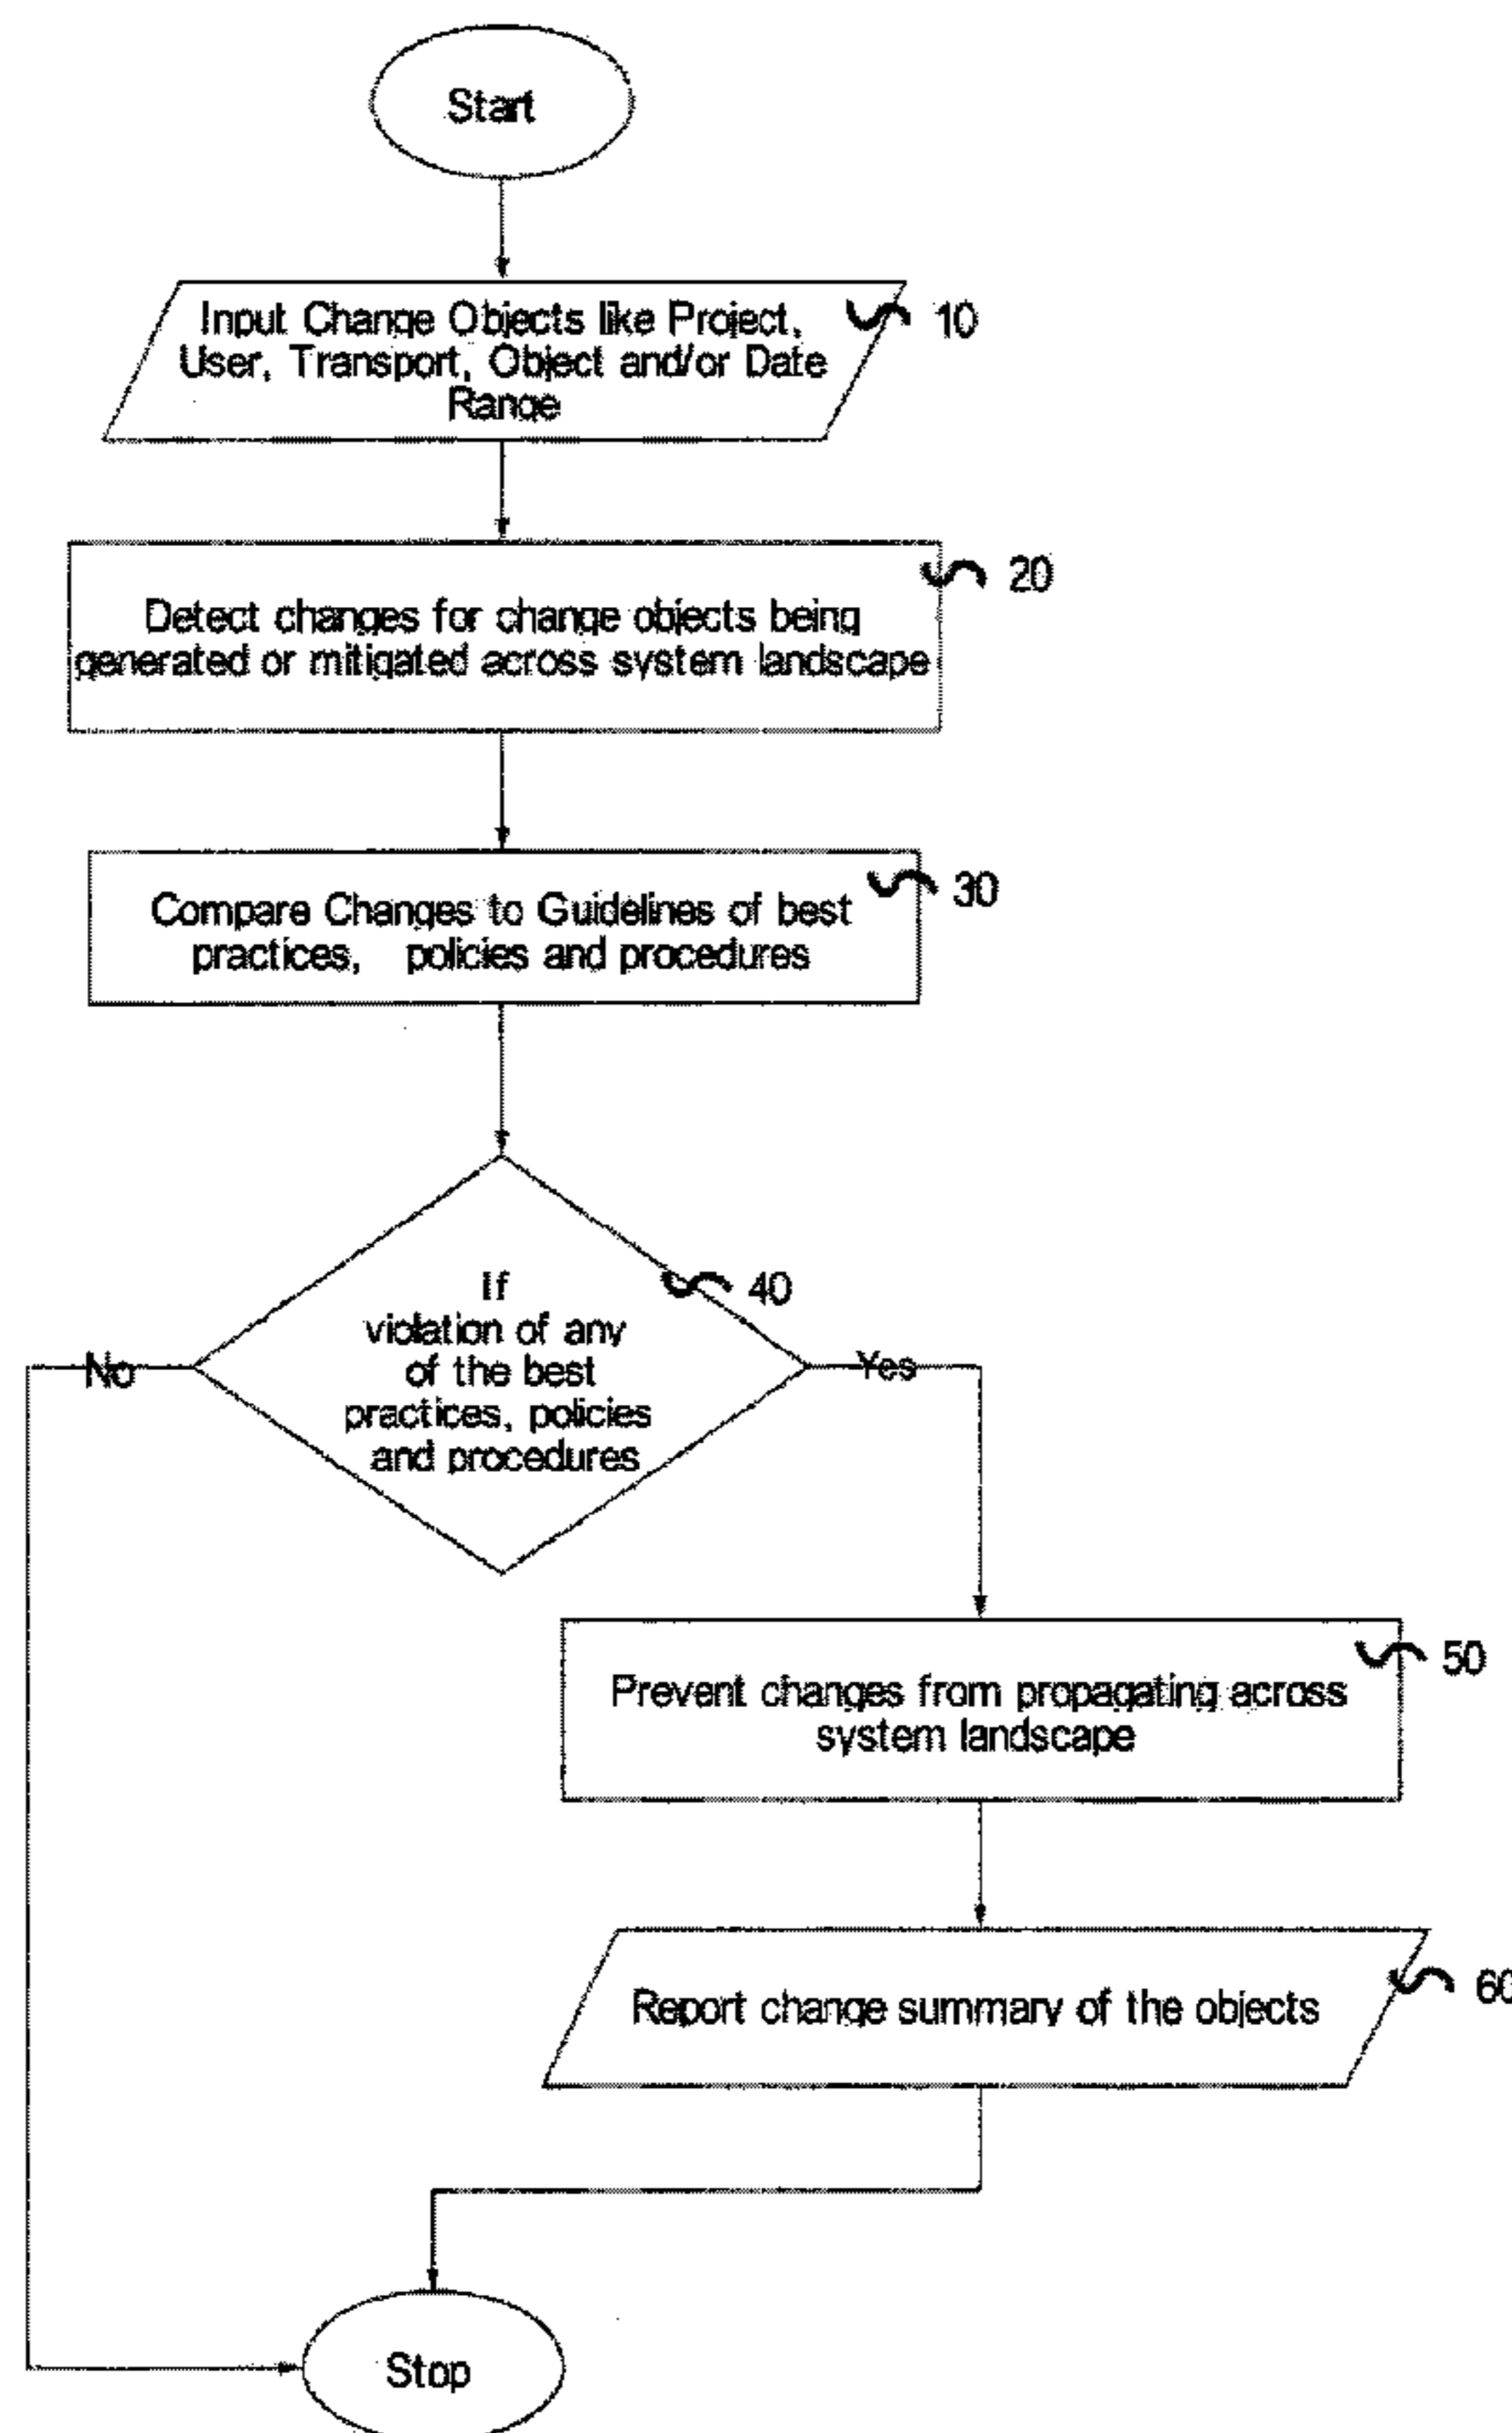 Start
Input Change Objects like Project,
User, Transport, Object and/or Date
Range
10
Detect changes for change objects being
generated or mitigated across system landscape
20
Compare Changes to Guidelines of best
practices, policies and procedures
30
If
violation of any
of the best
practices, policies
and procedures
40
No
Yes
Prevent changes from propagating across
system landscape
50
Report change summary of the objects
60
Stop